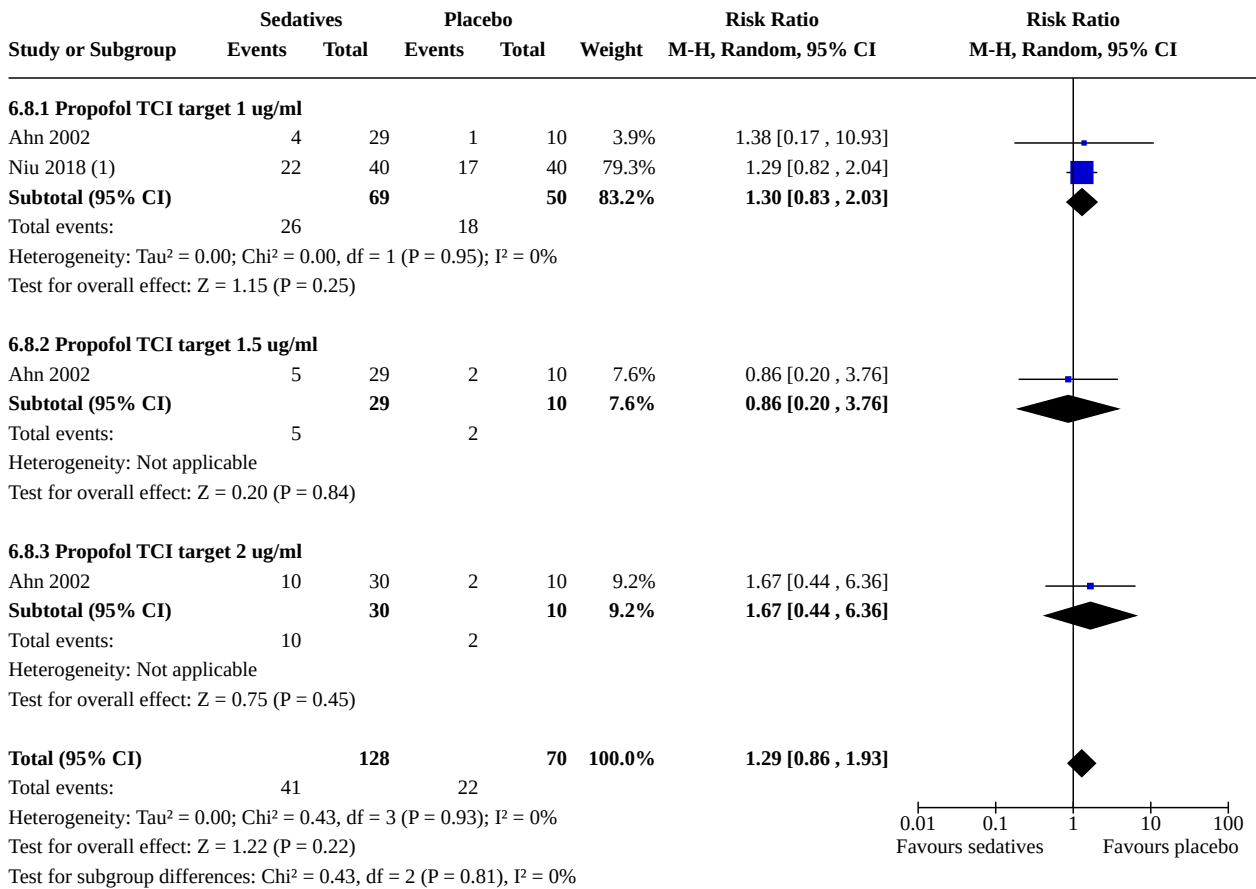 Sedatives Placebo Risk Ratio Risk Ratio
Study or Subgroup Events Total Events Total Weight M-H, Random, 95% CI M-H, Random, 95% CI
6.8.1 Propofol TCI target 1 ug/ml
Ahn 2002 4 29 1 10 3.9% 1.38 [0.17 , 10.93]
Niu 2018 (1) 22 40 17 40 79.3% 1.29 [0.82 , 2.04]
Subtotal (95% CI) 69 50 83.2% 1.30 [0.83 , 2.03]
Total events: 26 18
Heterogeneity: Tau² = 0.00; Chi² = 0.00, df = 1 (P = 0.95); I² = 0%
Test for overall effect: Z = 1.15 (P = 0.25)
6.8.2 Propofol TCI target 1.5 ug/ml
Ahn 2002 5 29 2 10 7.6% 0.86 [0.20 , 3.76]
Subtotal (95% CI) 29 10 7.6% 0.86 [0.20 , 3.76]
Total events: 5 2
Heterogeneity: Not applicable
Test for overall effect: Z = 0.20 (P = 0.84)
6.8.3 Propofol TCI target 2 ug/ml
Ahn 2002 10 30 2 10 9.2% 1.67 [0.44 , 6.36]
Subtotal (95% CI) 30 10 9.2% 1.67 [0.44 , 6.36]
Total events: 10 2
Heterogeneity: Not applicable
Test for overall effect: Z = 0.75 (P = 0.45)
Total (95% CI) 128 70 100.0% 1.29 [0.86 , 1.93]
Total events: 41 22
Heterogeneity: Tau² = 0.00; Chi² = 0.43, df = 3 (P = 0.93); I² = 0%
0.01 0.1 1 10 100
Test for overall effect: Z = 1.22 (P = 0.22) Favours sedatives Favours placebo
Test for subgroup differences: Chi² = 0.43, df = 2 (P = 0.81), I² = 0%